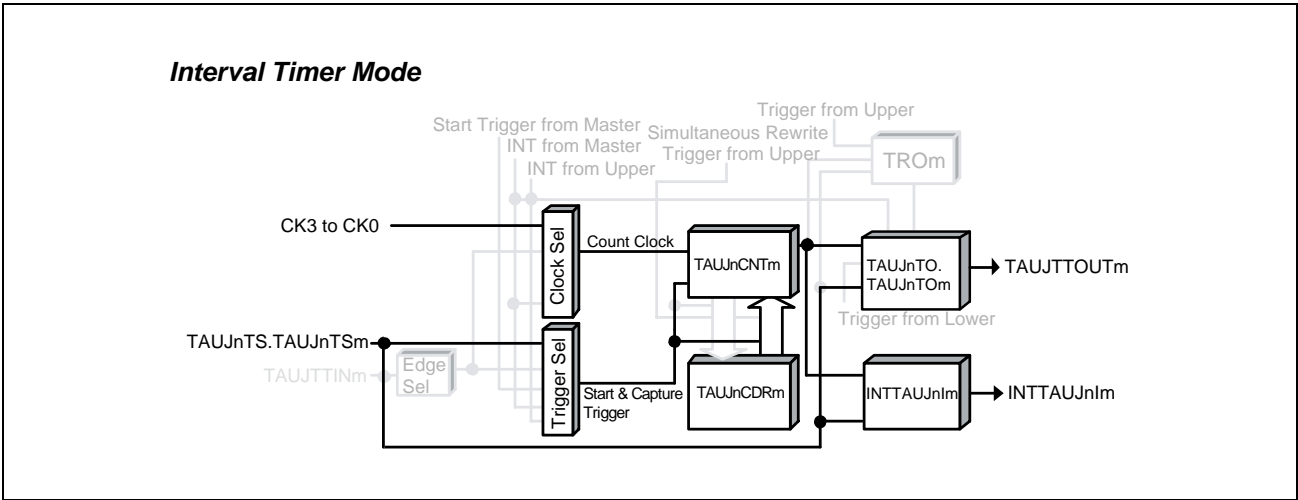 Interval Timer Mode
Trigger from Upper
Start Trigger from Master
Simultaneous Rewrite
INT from Master
Trigger from Upper
INT from Upper
TROm
CK3 to CK0
Clock Sel
Count Clock
TAUJnCNTm
TAUJnTO.
TAUJnTOm
TAUJTTOUTm
Trigger from Lower
TAUJnTS.TAUJnTSm
TAUJTTINm
Edge
Sel
Trigger Sel
Start & Capture
Trigger
TAUJnCDRm
INTTAUJnIm
INTTAUJnIm